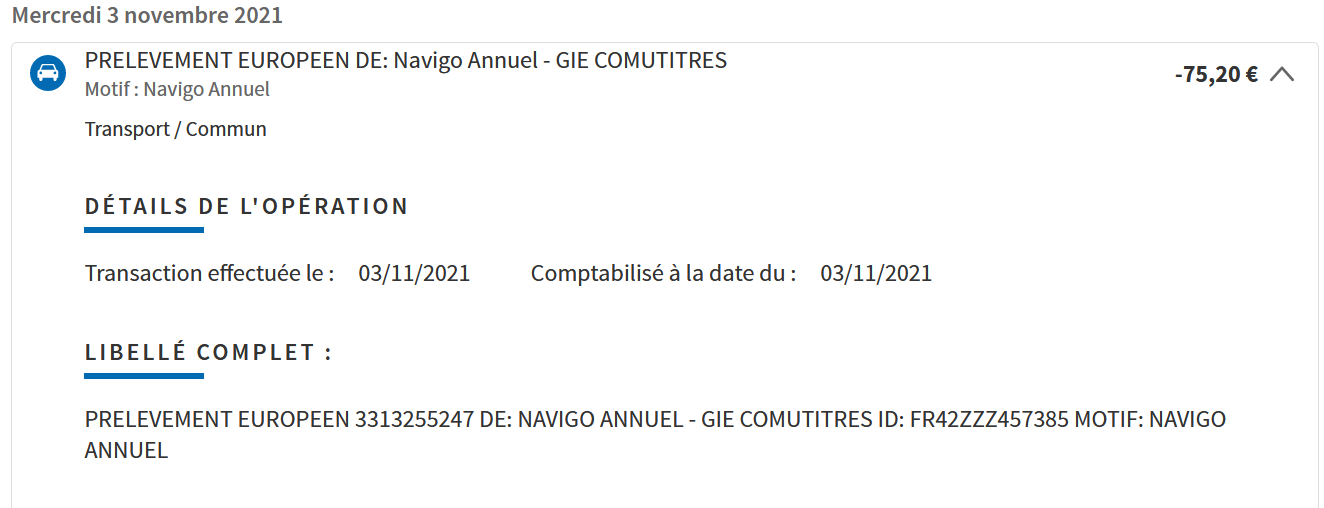 Mercredi 3 novembre 2021
PRELEVEMENT EUROPEEN DE: Navigo Annuel - GIE COMUTITRES
-75,20 €
Motif : Navigo Annuel
Transport / Commun
DÉTAILS DE L'OPÉRATION
Transaction effectuée le : 03/11/2021 Comptabilisé à la date du : 03/11/2021
LIBELLÉ COMPLET :
PRELEVEMENT EUROPEEN 3313255247 DE: NAVIGO ANNUEL - GIE COMUTITRES ID: FR42ZZZ457385 MOTIF: NAVIGO
ANNUEL